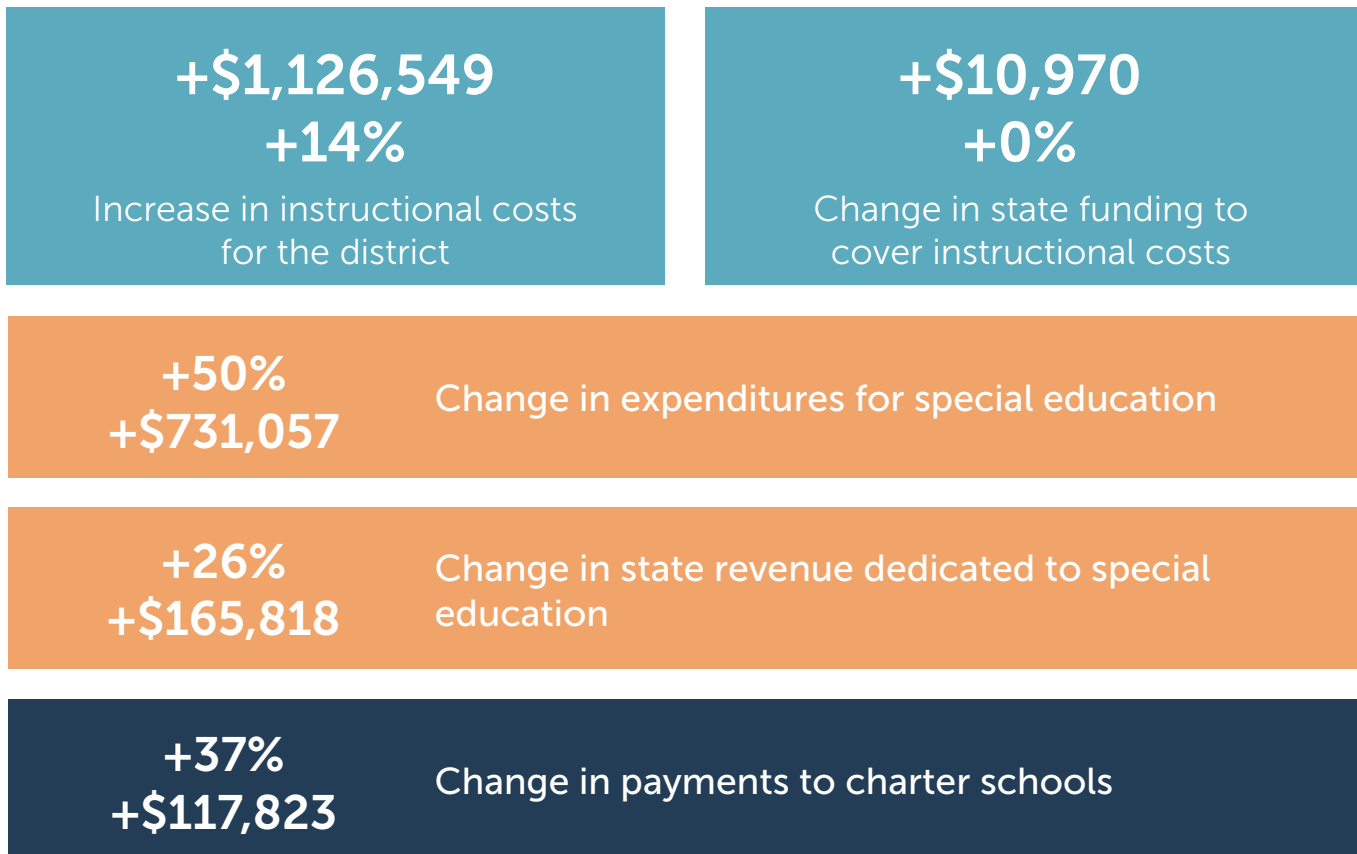 +$1,126,549
+14%
Increase in instructional costs
for the district
+$10,970
+0%
Change in state funding to
cover instructional costs
+50%
+$731,057
Change in expenditures for special education
+26%
+$165,818
Change in state revenue dedicated to special
education
+37%
+$117,823
Change in payments to charter schools